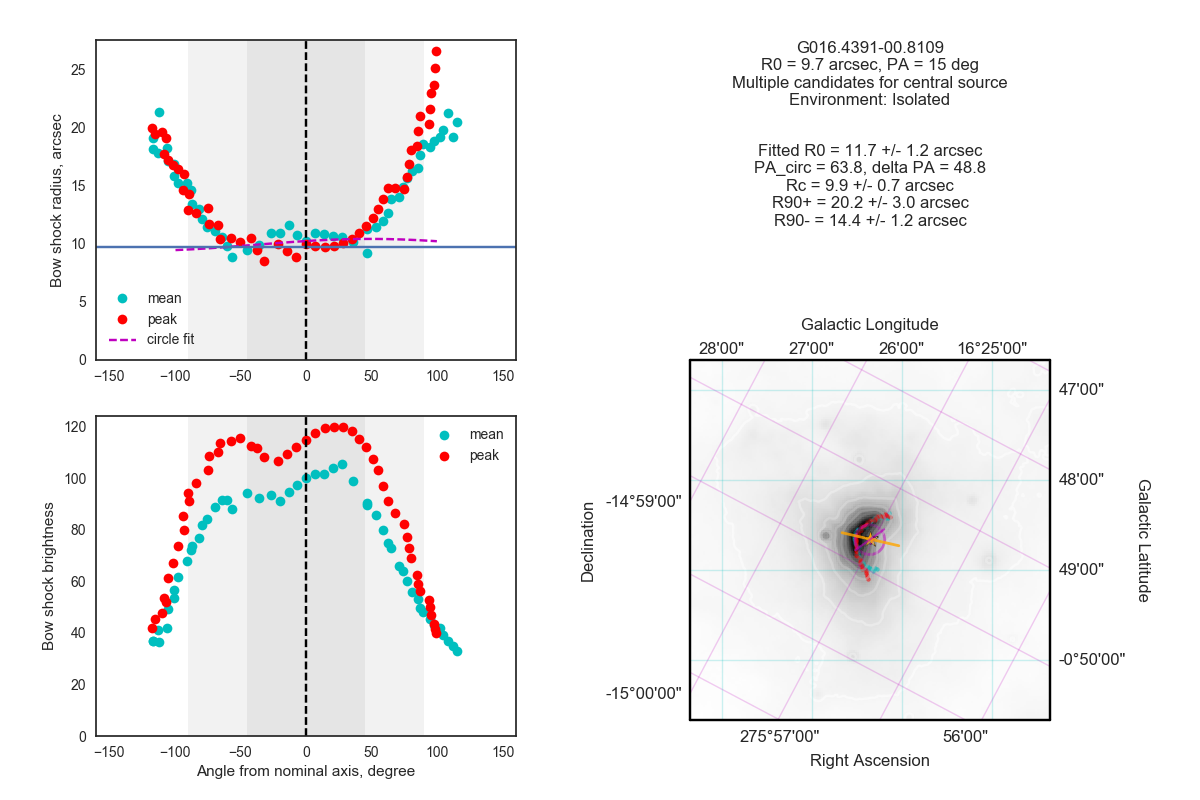 G016.4391-00.8109
R0 = 9.7 arcsec, PA = 15 deg
Multiple candidates for central source
Environment: Isolated
Fitted R0 = 11.7 +/- 1.2 arcsec
PA_circ = 63.8, delta PA = 48.8
Rc = 9.9 +/- 0.7 arcsec
R90+ = 20.2 +/- 3.0 arcsec
R90- = 14.4 +/- 1.2 arcsec
Bow shock radius, arcsec
25
20
15
10
5
0
mean
peak
circle fit
−150 −100 −50 0 50 100 150
Bow shock brightness
120
100
80
60
40
20
0
mean
peak
−150 −100 −50 0 50 100 150
Angle from nominal axis, degree
Galactic Longitude
28'00" 27'00" 26'00" 16°25'00"
47'00"
48'00"
49'00"
-0°50'00"
Galactic Latitude
Declination
-14°59'00"
-15°00'00"
275°57'00" 56'00"
Right Ascension